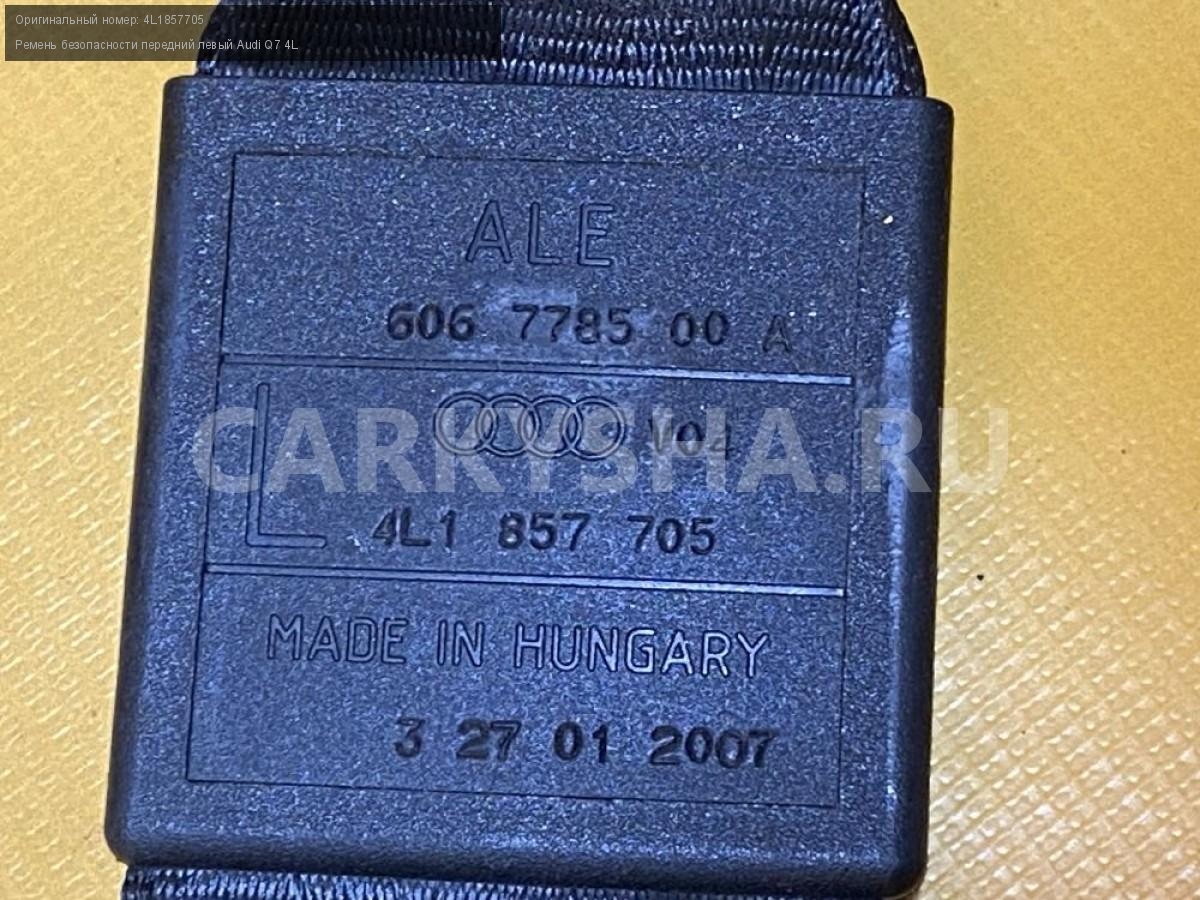 Оригинальный номер: 4L1857705
Ремень безопасности передний левый Audi Q7 4L
ALE
606 7785 00 A
L
CARKYSHA.RU
4L1 857 705
MADE IN HUNGARY
3 27 01 2007